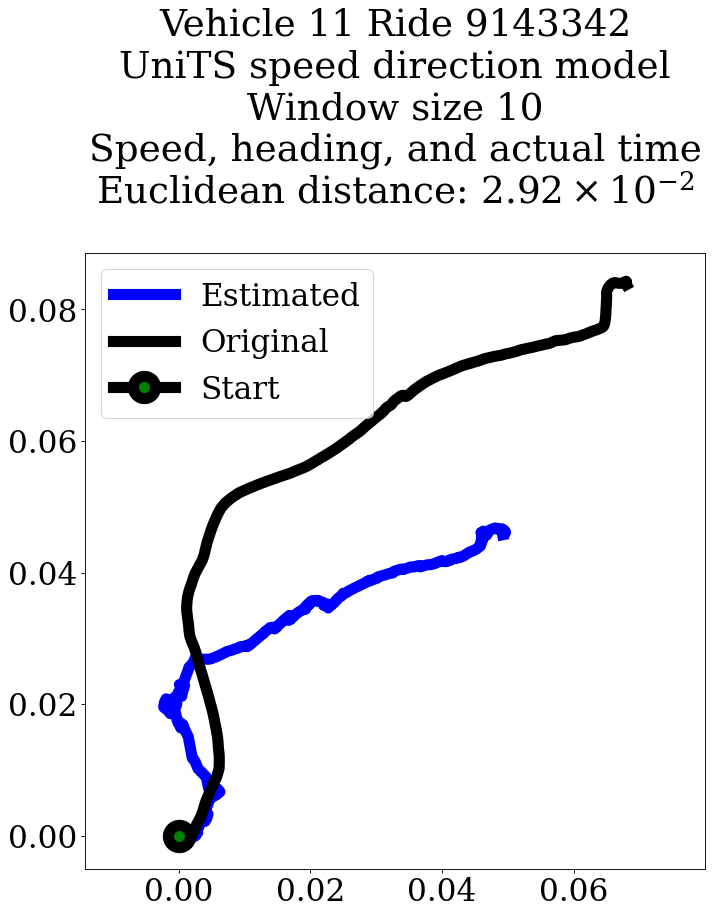 Vehicle 11 Ride 9143342
UniTS speed direction model
Window size 10
Speed, heading, and actual time
Euclidean distance: 2.92 × 10⁻²
Estimated
Original
Start
0.08
0.06
0.04
0.02
0.00
0.00 0.02 0.04 0.06